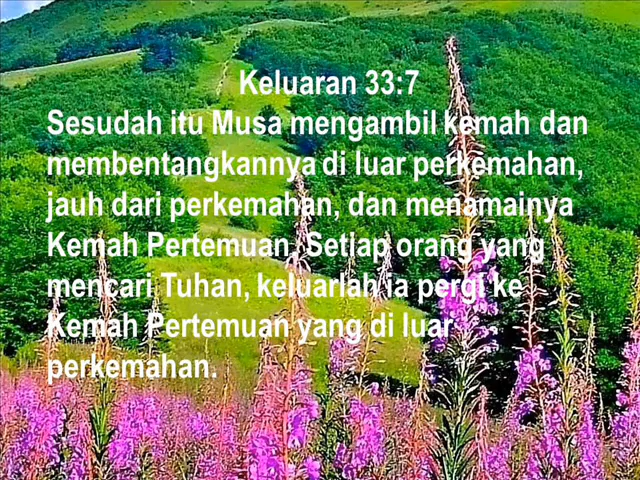 Keluaran 33:7
Sesudah itu Musa mengambil kemah dan
membentangkannya di luar perkemahan,
jauh dari perkemahan, dan menamainya
Kemah Pertemuan. Setiap orang yang
mencari Tuhan, keluarlah ia pergi ke
Kemah Pertemuan yang di luar
perkemahan.